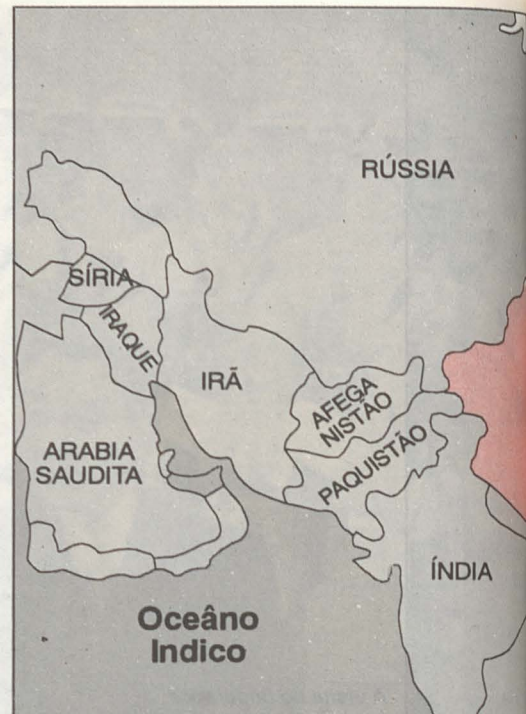 RÚSSIA
SÍRIA
IRAQUE
IRÃ
AFEGA
NISTÃO
PAQUISTÃO
ARABIA
SAUDITA
ÍNDIA
Oceâno
Indico